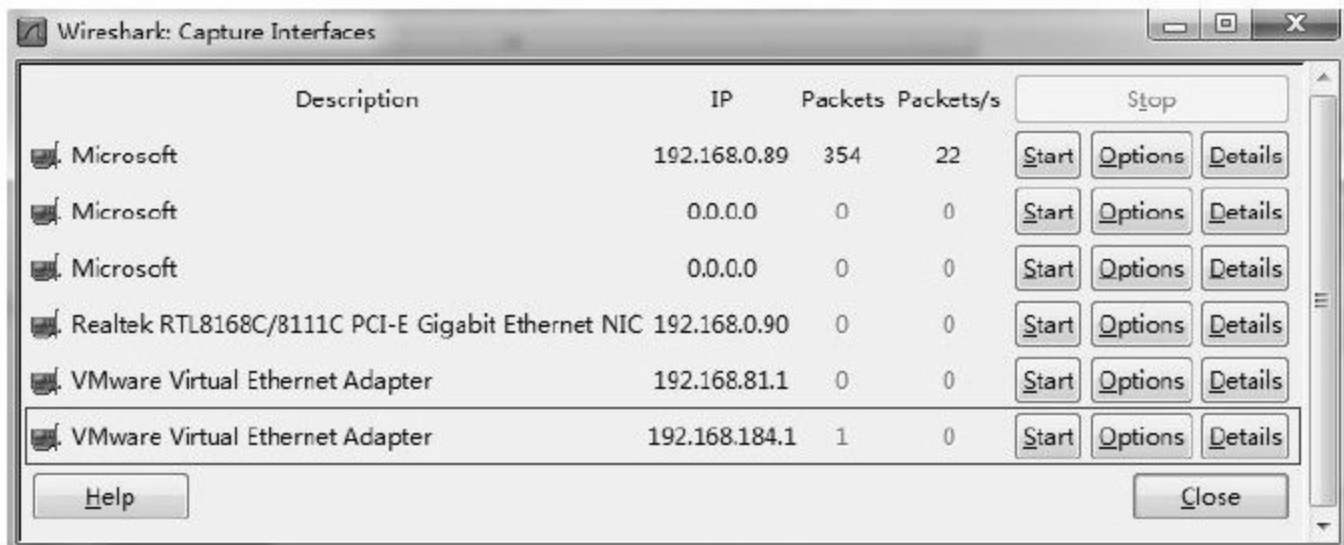 Wireshark: Capture Interfaces
Description IP Packets Packets/s Stop
Microsoft 192.168.0.89 354 22 Start Options Details
Microsoft 0.0.0.0 0 0 Start Options Details
Microsoft 0.0.0.0 0 0 Start Options Details
Realtek RTL8168C/8111C PCI-E Gigabit Ethernet NIC 192.168.0.90 0 0 Start Options Details
VMware Virtual Ethernet Adapter 192.168.81.1 0 0 Start Options Details
VMware Virtual Ethernet Adapter 192.168.184.1 1 0 Start Options Details
Help Close